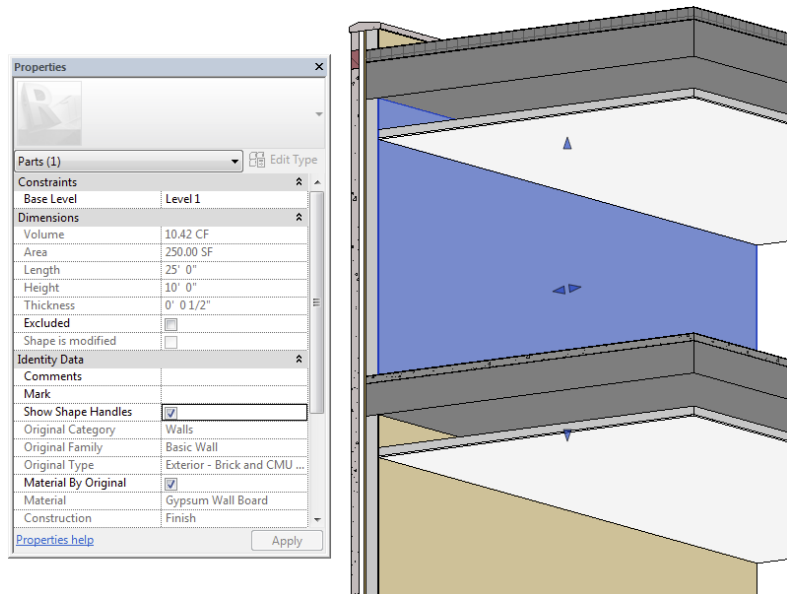 Properties
Parts (1)
Edit Type
Constraints
Base Level Level 1
Dimensions
Volume 10.42 CF
Area 250.00 SF
Length 25' 0"
Height 10' 0"
Thickness 0' 0 1/2"
Excluded
Shape is modified
Identity Data
Comments
Mark
Show Shape Handles
Original Category Walls
Original Family Basic Wall
Original Type Exterior - Brick and CMU ...
Material By Original
Material Gypsum Wall Board
Construction Finish
Properties help
Apply